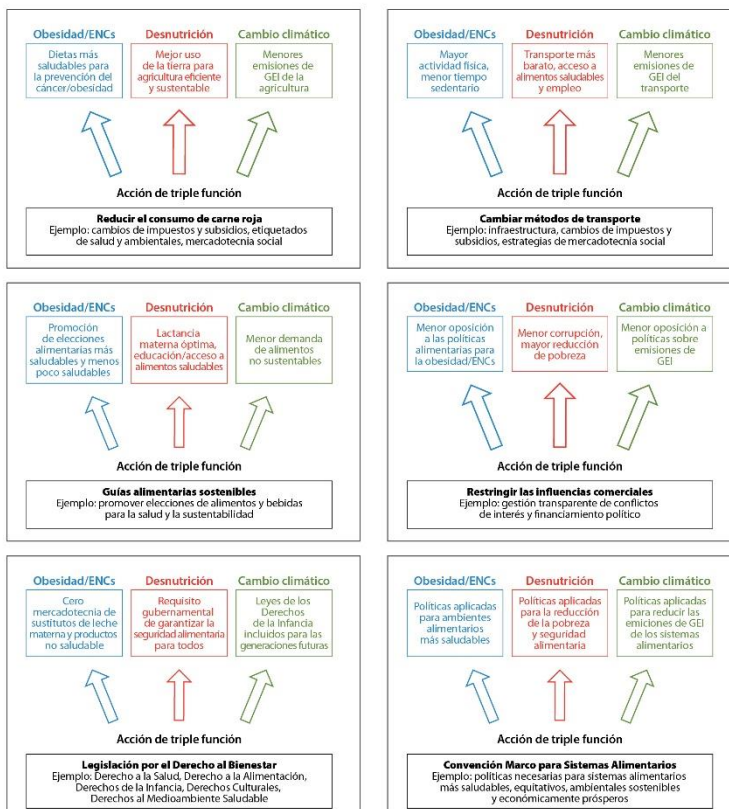 Obesidad/ENCs
Dietas más
saludables para
la prevención del
cáncer/obesidad
Desnutrición
Mejor uso
de la tierra para
agricultura eficiente
y sustentable
Cambio climático
Menores
emisiones
de GEI de la
agricultura
Acción de triple función
Reducir el consumo de carne roja
Ejemplo: cambios de impuestos y subsidios, etiquetados
de salud y ambientales, mercadotecnia social
Obesidad/ENCs
Mayor
actividad física,
menor tiempo
sedentario
Desnutrición
Transporte más
barato, acceso a
alimentos saludables
y empleo
Cambio climático
Menores
emisiones de
GEI del
transporte
Acción de triple función
Cambiar métodos de transporte
Ejemplo: infraestructura, cambios de impuestos y
subsidios, estrategias de mercadotecnia social
Obesidad/ENCs
Promoción
de elecciones
alimentarias más
saludables y menos
poco saludables
Desnutrición
Lactancia
materna óptima,
educación/acceso a
alimentos saludables
Cambio climático
Menor demanda
de alimentos
no sustentables
Acción de triple función
Guías alimentarias sostenibles
Ejemplo: promover elecciones de alimentos y bebidas
para la salud y la sustentabilidad
Obesidad/ENCs
Menor oposición
a las políticas
alimentarias para
la obesidad/ENCs
Desnutrición
Menor corrupción,
mayor reducción
de pobreza
Cambio climático
Menor oposición a
políticas sobre
emisiones de
GEI
Acción de triple función
Restringir las influencias comerciales
Ejemplo: gestión transparente de conflictos
de interés y financiamiento político
Obesidad/ENCs
Cero
mercadotecnia de
sustitutos de leche
materna y productos
no saludable
Desnutrición
Requisito
gubernamental
de garantizar la
seguridad alimentaria
para todos
Cambio climático
Leyes de los
Derechos
de la Infancia
incluidos para las
generaciones futuras
Acción de triple función
Legislación por el Derecho al Bienestar
Ejemplo: Derecho a la Salud, Derecho a la Alimentación,
Derechos de la Infancia, Derechos Culturales,
Derechos al Medioambiente Saludable
Obesidad/ENCs
Políticas aplicadas
para ambientes
alimentarios
más saludables
Desnutrición
Políticas aplicadas
para la reducción
de la pobreza
y seguridad
alimentaria
Cambio climático
Políticas aplicadas
para reducir las
emiciones de GEI
de los sistemas
alimentarios
Acción de triple función
Convención Marco para Sistemas Alimentarios
Ejemplo: políticas necesarias para sistemas alimentarios
más saludables, equitativos, ambientales sostenibles
y económicamente prósperos